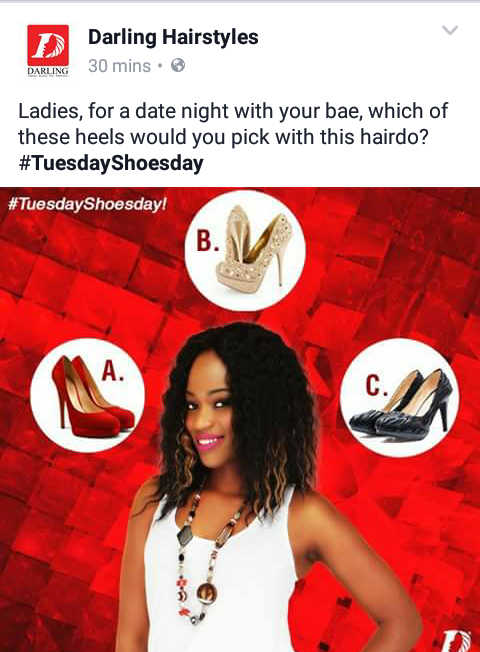 Darling Hairstyles
30 mins •
DARLING
Ladies, for a date night with your bae, which of
these heels would you pick with this hairdo?
#TuesdayShoesday
#TuesdayShoesday!
B.
A.
C.